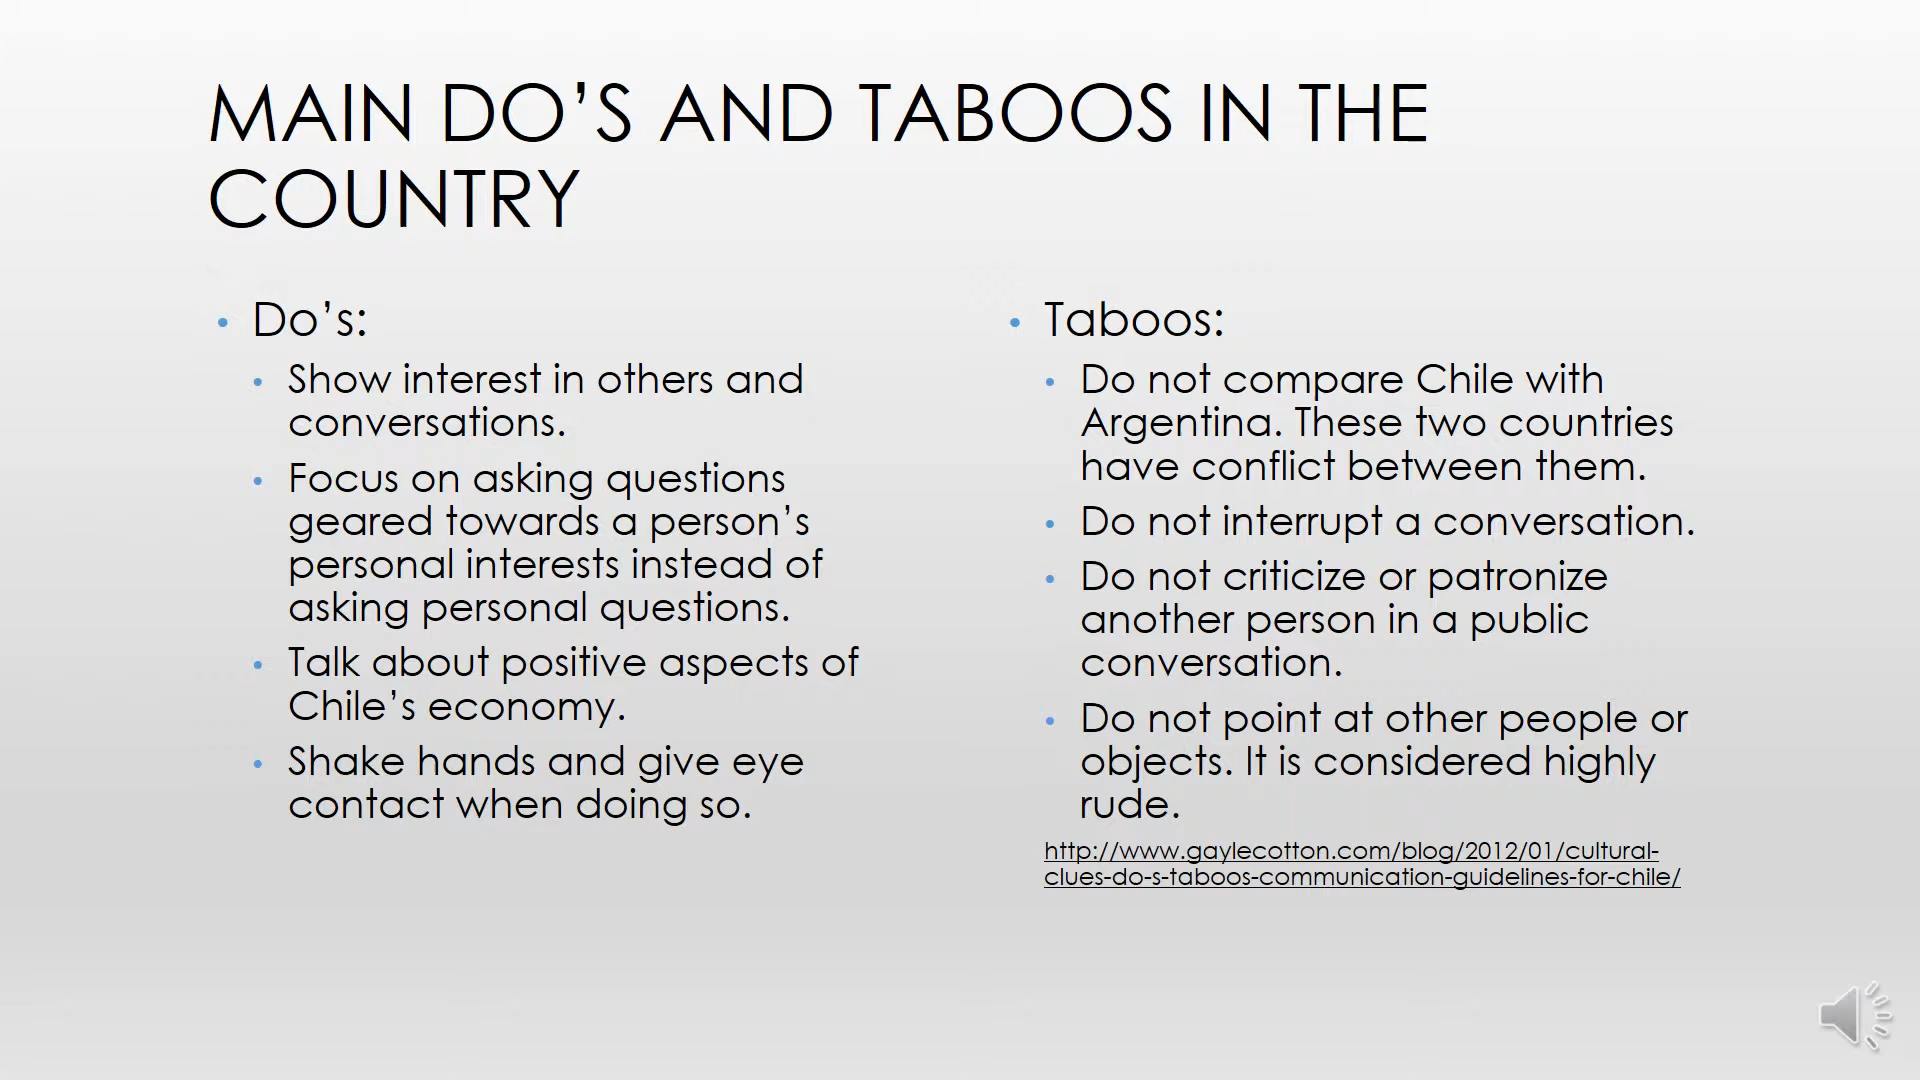 MAIN DO’S AND TABOOS IN THE
COUNTRY
• Do’s:
• Show interest in others and
conversations.
• Focus on asking questions
geared towards a person’s
personal interests instead of
asking personal questions.
• Talk about positive aspects of
Chile’s economy.
• Shake hands and give eye
contact when doing so.
• Taboos:
• Do not compare Chile with
Argentina. These two countries
have conflict between them.
• Do not interrupt a conversation.
• Do not criticize or patronize
another person in a public
conversation.
• Do not point at other people or
objects. It is considered highly
rude.
http://www.gaylecotton.com/blog/2012/01/cultural-
clues-do-s-taboos-communication-guidelines-for-chile/